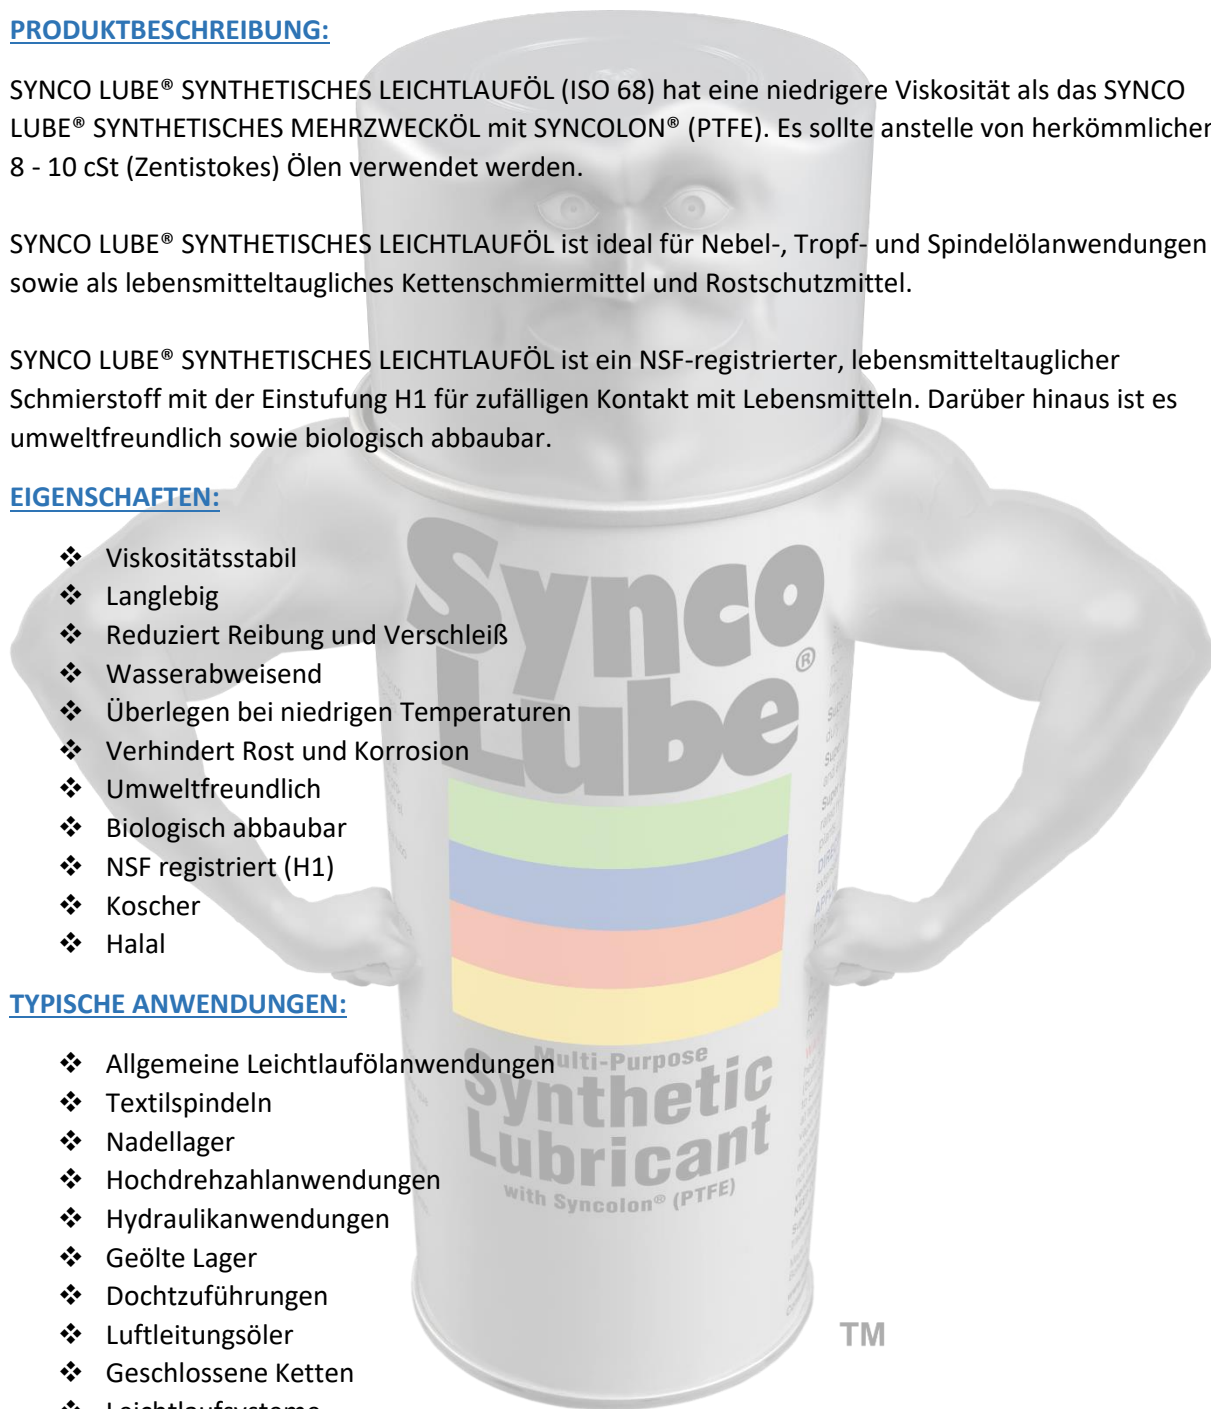 PRODUKTBESCHREIBUNG:
SYNCO LUBE® SYNTHETISCHES LEICHTLAUFÖL (ISO 68) hat eine niedrigere Viskosität als das SYNCO
LUBE® SYNTHETISCHES MEHRZWECKÖL mit SYNCOLON® (PTFE). Es sollte anstelle von herkömmlichen
8 - 10 cSt (Zentistokes) Ölen verwendet werden.
SYNCO LUBE® SYNTHETISCHES LEICHTLAUFÖL ist ideal für Nebel-, Tropf- und Spindelölanwendungen
sowie als lebensmitteltaugliches Kettenschmiermittel und Rostschutzmittel.
SYNCO LUBE® SYNTHETISCHES LEICHTLAUFÖL ist ein NSF-registrierter, lebensmitteltauglicher
Schmierstoff mit der Einstufung H1 für zufälligen Kontakt mit Lebensmitteln. Darüber hinaus ist es
umweltfreundlich sowie biologisch abbaubar.
EIGENSCHAFTEN:
❖ Viskositätsstabil
❖ Langlebig
❖ Reduziert Reibung und Verschleiß
❖ Wasserabweisend
❖ Überlegen bei niedrigen Temperaturen
❖ Verhindert Rost und Korrosion
❖ Umweltfreundlich
❖ Biologisch abbaubar
❖ NSF registriert (H1)
❖ Koscher
❖ Halal
TYPISCHE ANWENDUNGEN:
❖ Allgemeine Leichtlaufölanwendungen
❖ Textilspindeln
❖ Nadellager
❖ Hochdrehzahlanwendungen
❖ Hydraulikanwendungen
❖ Geölte Lager
❖ Dochtzuführungen
❖ Luftleitungsöler
❖ Geschlossene Ketten
❖ Leichtlaufsysteme
Synco
Lube®
Multi-Purpose
Synthetic
Lubricant
with Syncolon® (PTFE)
TM